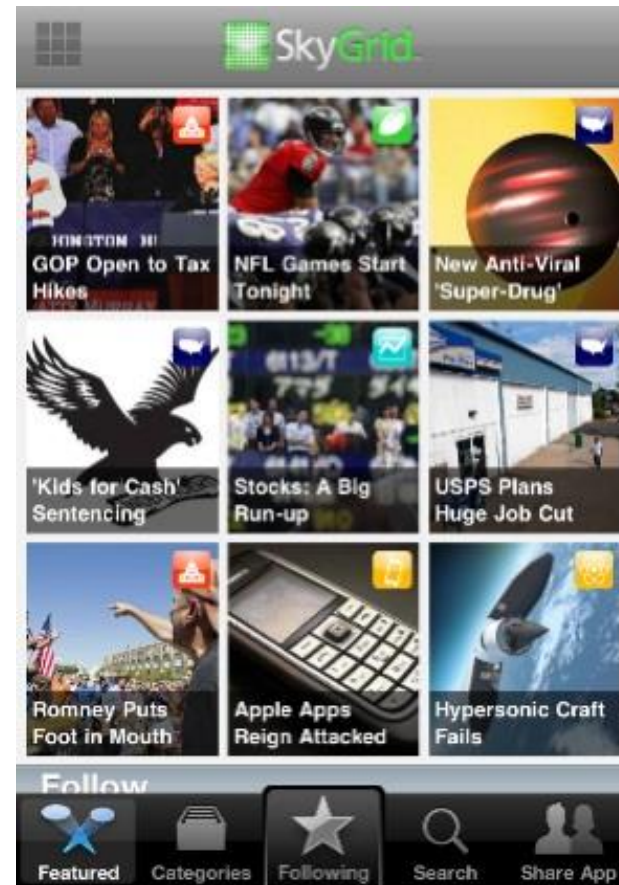 SkyGrid
GOP Open to Tax
Hikes
NFL Games Start
Tonight
New Anti-Viral
'Super-Drug'
'Kids for Cash'
Sentencing
Stocks: A Big
Run-up
USPS Plans
Huge Job Cut
Romney Puts
Foot in Mouth
Apple Apps
Reign Attacked
Hypersonic Craft
Fails
Follow
Featured
Categories
Following
Search
Share App